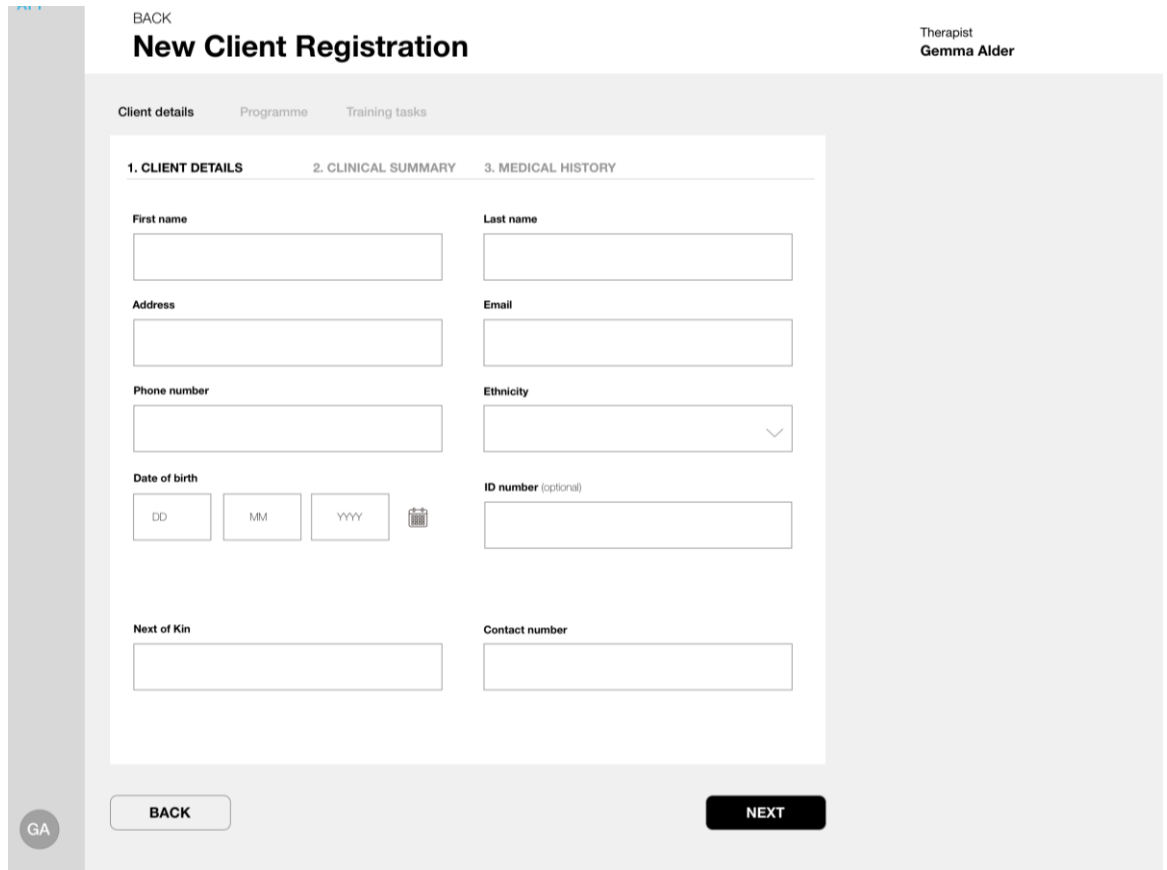 BACK
New Client Registration
Therapist
Gemma Alder
Client details Programme Training tasks
1. CLIENT DETAILS 2. CLINICAL SUMMARY 3. MEDICAL HISTORY
First name Last name
Address Email
Phone number Ethnicity
Date of birth
ID number (optional)
DD MM YYYY
Next of Kin Contact number
BACK NEXT
GA